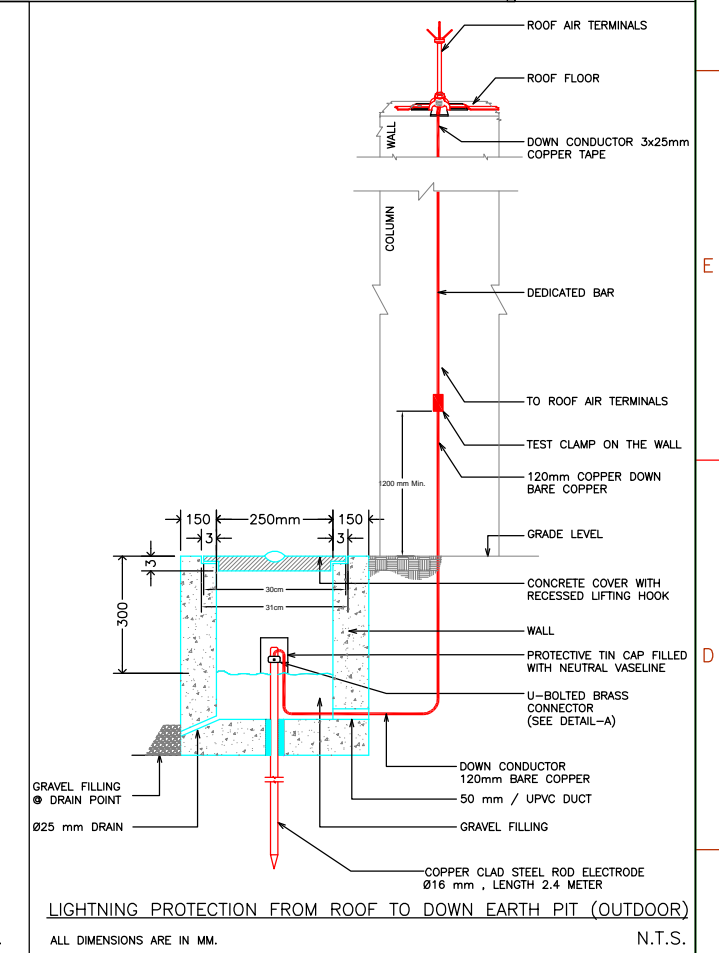 ROOF AIR TERMINALS
ROOF FLOOR
WALL
DOWN CONDUCTOR 3x25mm
COPPER TAPE
COLUMN
E
DEDICATED BAR
TO ROOF AIR TERMINALS
TEST CLAMP ON THE WALL
120mm COPPER DOWN
BARE COPPER
1200 mm Min.
150
250mm
150
3
3
GRADE LEVEL
3
30cm
31cm
300
CONCRETE COVER WITH
RECESSED LIFTING HOOK
WALL
PROTECTIVE TIN CAP FILLED
WITH NEUTRAL VASELINE
D
U-BOLTED BRASS
CONNECTOR
(SEE DETAIL-A)
DOWN CONDUCTOR
120mm BARE COPPER
GRAVEL FILLING
@ DRAIN POINT
50 mm / UPVC DUCT
Ø25 mm DRAIN
GRAVEL FILLING
COPPER CLAD STEEL ROD ELECTRODE
Ø16 mm , LENGTH 2.4 METER
LIGHTNING PROTECTION FROM ROOF TO DOWN EARTH PIT (OUTDOOR)
ALL DIMENSIONS ARE IN MM.
N.T.S.